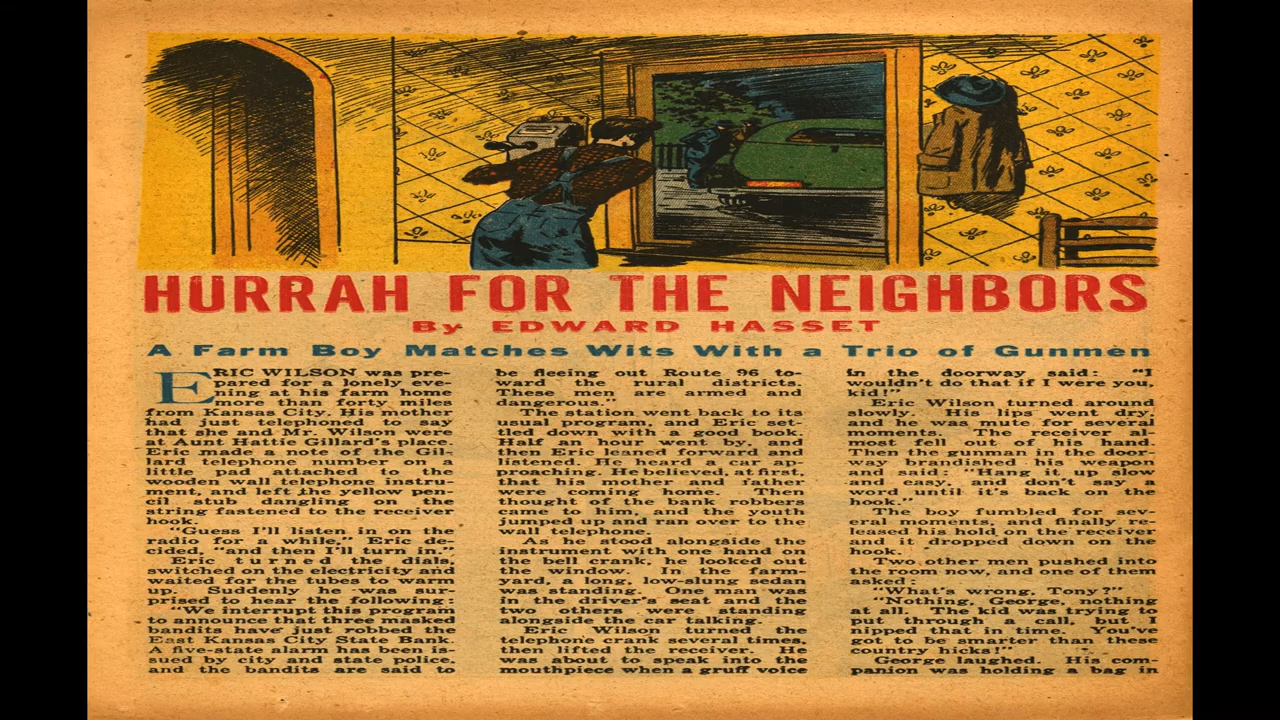 HURRAH FOR THE NEIGHBORS
By EDWARD HASSET
A Farm Boy Matches Wits With a Trio of Gunmen
ERIC WILSON was pre-
pared for a lonely eve-
ning at his farm home
more than forty miles
from Kansas City. His mother
had just telephoned to say
that she and Mr. Wilson were
at Aunt Hattie Gillard's place.
Eric made a note of the Gil-
lard telephone number on a
little pad attached to the
wooden wall telephone instru-
ment, and left the yellow pen-
cil stub dangling on the
string fastened to the receiver
hook.
"Guess I'll listen in on the
radio for a while," Eric de-
cided, "and then I'll turn in."
Eric turned the dials,
switched on the electricity and
waited for the tubes to warm
up. Suddenly he was sur-
prised to hear the following:
"We interrupt this program
to announce that three masked
bandits have just robbed the
East Kansas City State Bank.
A five-state alarm has been is-
sued by city and state police,
and the bandits are said to
be fleeing out Route 96 to-
ward the rural districts.
These men are armed and
dangerous."
The station went back to its
usual program, and Eric set-
tled down with a good book.
Half an hour went by, and
then Eric leaned forward and
listened. He heard a car ap-
proaching. He believed, at first,
that his mother and father
were coming home. Then
thought of the bank robbers
came to him, and the youth
jumped up and ran over to the
wall telephone.
As he stood alongside the
instrument with one hand on
the bell crank, he looked out
the window. In the farm-
yard, a long, low-slung sedan
was standing. One man was
in the driver's seat and the
two others were standing
alongside the car talking.
Eric Wilson turned the
telephone crank several times,
then lifted the receiver. He
was about to speak into the
mouthpiece when a gruff voice
in the doorway said: "I
wouldn't do that if I were you,
kid!"
Eric Wilson turned around
slowly. His lips went dry,
and he was mute for several
moments. The receiver al-
most fell out of his hand.
Then the gunman in the door-
way brandished his weapon
and said: "Hang it up slow
and easy, and don't say a
word until it's back on the
hook."
The boy fumbled for sev-
eral moments, and finally re-
leased his hold on the receiver
and it dropped down on the
hook.
Two other men pushed into
the room now, and one of them
asked:
"What's wrong, Tony?"
"Nothing, George, nothing
at all. The kid was trying to
put through a call, but I
nipped that in time. You've
got to be smarter than these
country hicks!"
George laughed. His com-
panion was holding a bag in